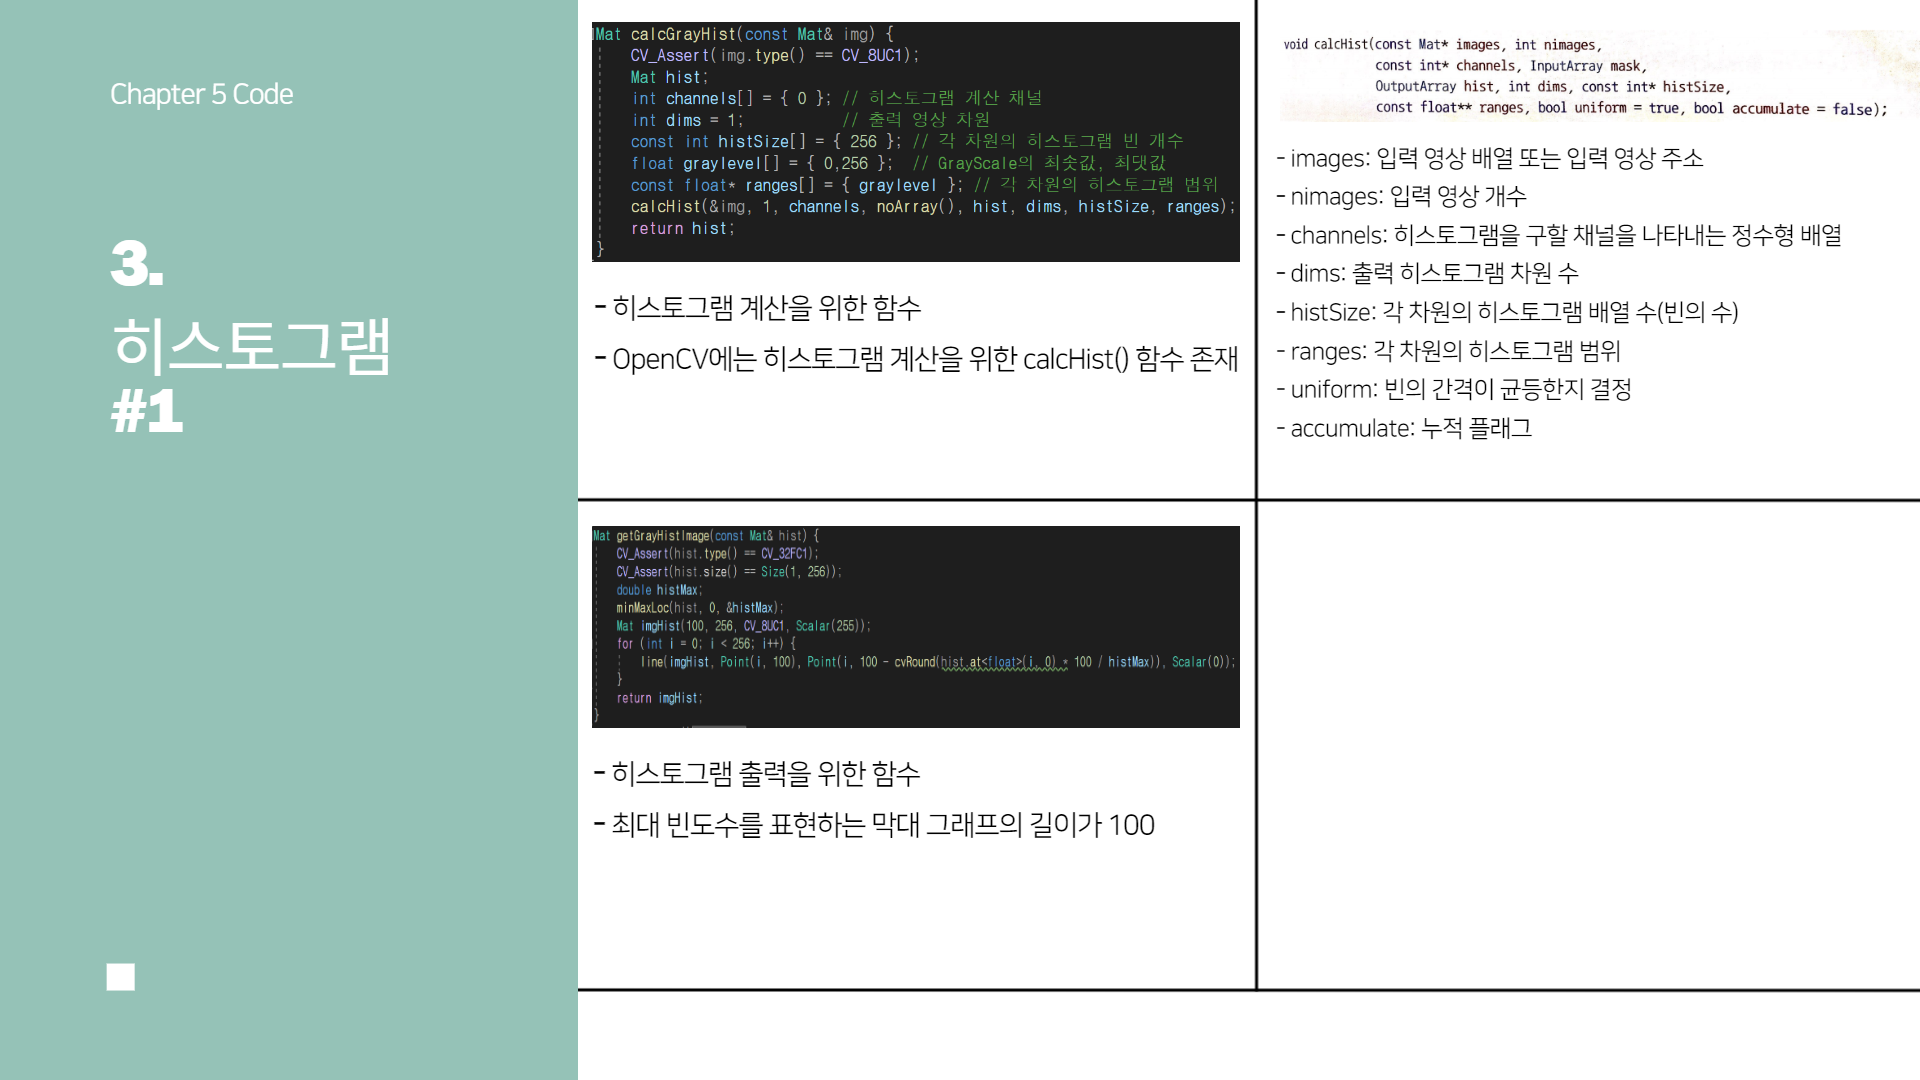 Chapter 5 Code
3.
히스토그램
#1
Mat calcGrayHist(const Mat& img) {
CV_Assert(img.type() == CV_8UC1);
Mat hist;
int channels[] = { 0 }; // 히스토그램 계산 채널
int dims = 1; // 출력 영상 차원
const int histSize[] = { 256 }; // 각 차원의 히스토그램 빈 개수
float graylevel[] = { 0,256 }; // GrayScale의 최솟값, 최댓값
const float* ranges[] = { graylevel }; // 각 차원의 히스토그램 범위
calcHist(&img, 1, channels, noArray(), hist, dims, histSize, ranges);
return hist;
}
- 히스토그램 계산을 위한 함수
- OpenCV에는 히스토그램 계산을 위한 calcHist() 함수 존재
void calcHist(const Mat* images, int nimages,
const int* channels, InputArray mask,
OutputArray hist, int dims, const int* histSize,
const float** ranges, bool uniform = true, bool accumulate = false);
- images: 입력 영상 배열 또는 입력 영상 주소
- nimages: 입력 영상 개수
- channels: 히스토그램을 구할 채널을 나타내는 정수형 배열
- dims: 출력 히스토그램 차원 수
- histSize: 각 차원의 히스토그램 배열 수(빈의 수)
- ranges: 각 차원의 히스토그램 범위
- uniform: 빈의 간격이 균등한지 결정
- accumulate: 누적 플래그
Mat getGrayHistImage(const Mat& hist) {
CV_Assert(hist.type() == CV_32FC1);
CV_Assert(hist.size() == Size(1, 256));
double histMax;
minMaxLoc(hist, 0, &histMax);
Mat imgHist(100, 256, CV_8UC1, Scalar(255));
for (int i = 0; i < 256; i++) {
line(imgHist, Point(i, 100), Point(i, 100 - cvRound(hist.at<float>(i, 0) * 100 / histMax)), Scalar(0));
}
return imgHist;
}
- 히스토그램 출력을 위한 함수
- 최대 빈도수를 표현하는 막대 그래프의 길이가 100